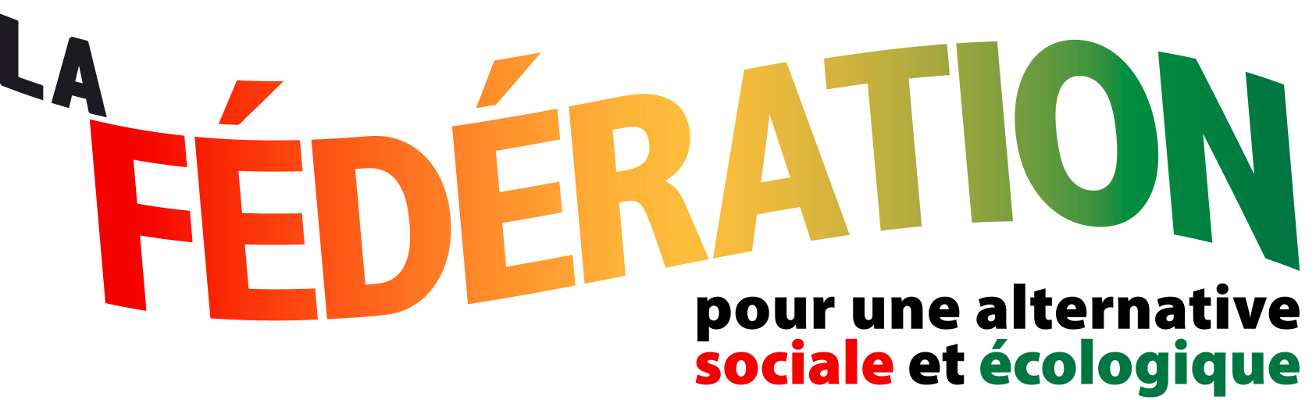 LA
FÉDÉRATION
pour une alternative
sociale et écologique